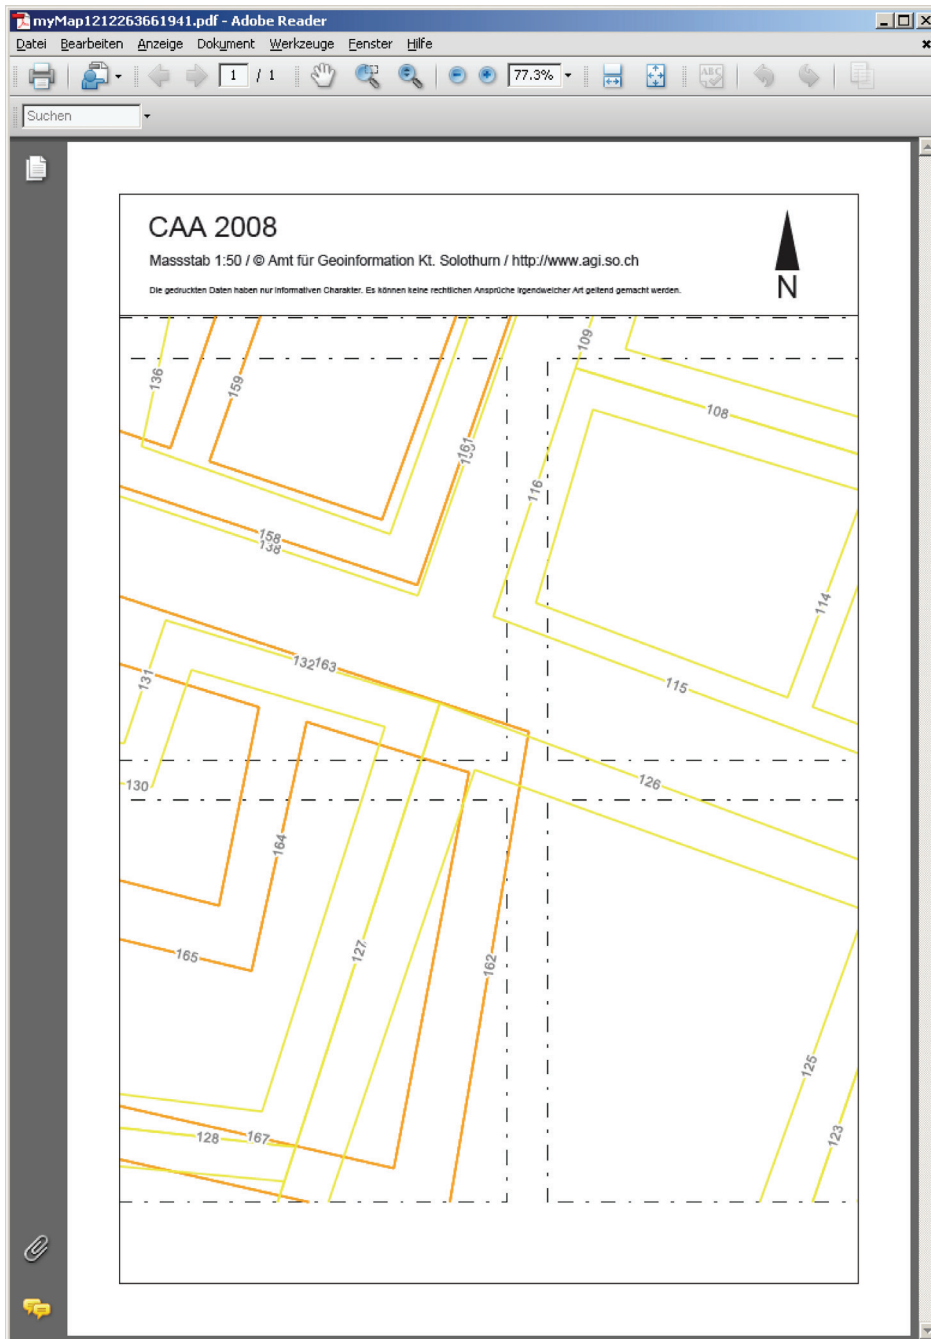 myMap1212263661941.pdf - Adobe Reader
Datei Bearbeiten Anzeige Dokument Werkzeuge Fenster Hilfe
1 / 1 77.3% ABC
Suchen
CAA 2008
Massstab 1:50 / © Amt für Geoinformation Kt. Solothurn / http://www.agi.so.ch
Die gedruckten Daten haben nur informativen Charakter. Es können keine rechtlichen Ansprüche irgendwelcher Art geltend gemacht werden.
N
109
136
159
108
161
116
158
138
114
132
163
131
115
130
126
164
127
165
162
125
128
167
123